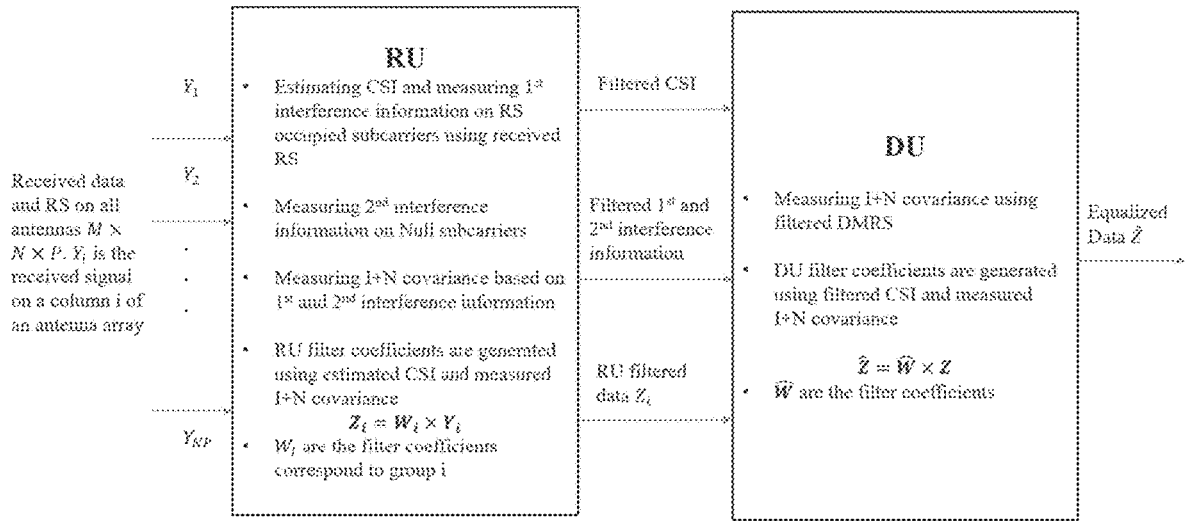 Received data
and RS on all
antennas M ×
N × P. Yᵢ is the
received signal
on a column i of
an antenna array
Y₁
Y₂
.
.
.
Y_NP
RU
• Estimating CSI and measuring 1ˢᵗ
interference information on RS
occupied subcarriers using received
RS
• Measuring 2ⁿᵈ interference
information on Null subcarriers
• Measuring I+N covariance based on
1ˢᵗ and 2ⁿᵈ interference information
• RU filter coefficients are generated
using estimated CSI and measured
I+N covariance
Zᵢ = Wᵢ × Yᵢ
• Wᵢ are the filter coefficients
correspond to group i
Filtered CSI
Filtered 1ˢᵗ and
2ⁿᵈ interference
information
RU filtered
data Zᵢ
DU
• Measuring I+N covariance using
filtered DMRS
• DU filter coefficients are generated
using filtered CSI and measured
I+N covariance
Ẑ = Ŵ × Z
• Ŵ are the filter coefficients
Equalized
Data Ẑ